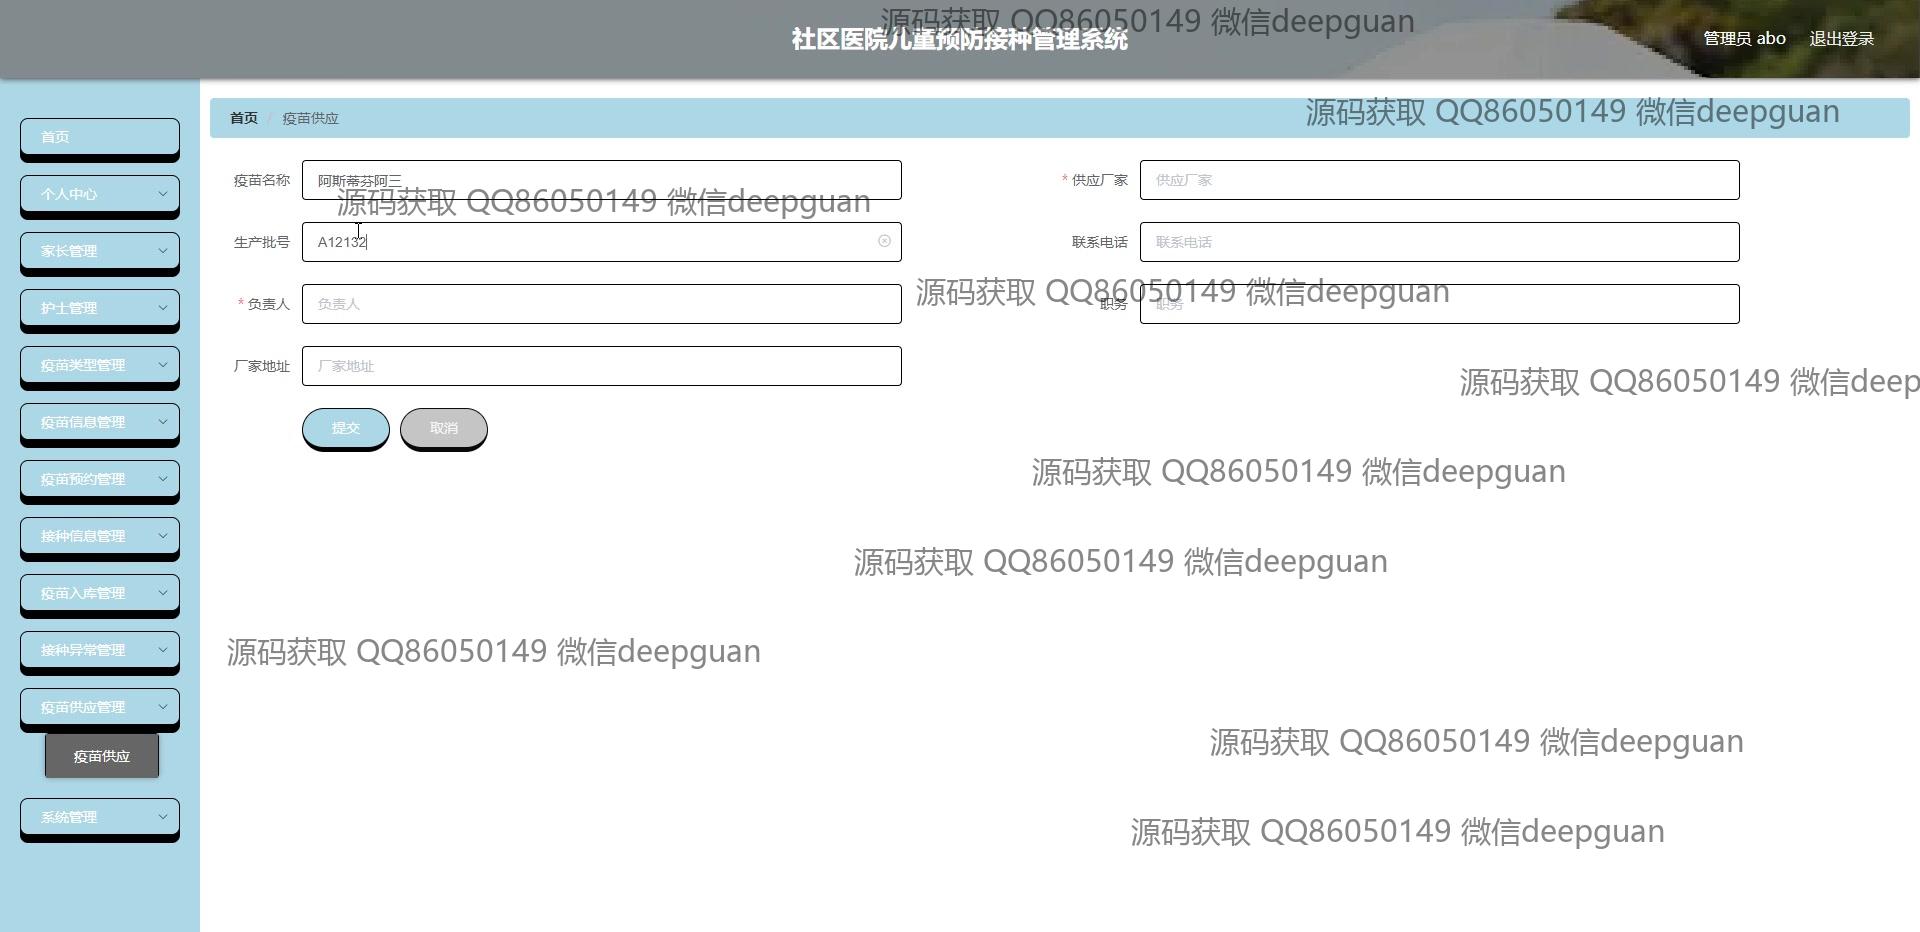 源码获取 QQ86050149 微信deepguan
社区医院儿童预防接种管理系统
管理员 abo 退出登录
首页
个人中心
家长管理
护士管理
疫苗类型管理
疫苗信息管理
疫苗预约管理
接种信息管理
疫苗入库管理
接种异常管理
疫苗供应管理
疫苗供应
系统管理
首页 / 疫苗供应
源码获取 QQ86050149 微信deepguan
疫苗名称 阿斯蒂芬阿三
* 供应厂家 供应厂家
源码获取 QQ86050149 微信deepguan
生产批号 A12132
联系电话 联系电话
源码获取 QQ86050149 微信deepguan
* 负责人 负责人
职务 职务
厂家地址 厂家地址
源码获取 QQ86050149 微信deep
提交 取消
源码获取 QQ86050149 微信deepguan
源码获取 QQ86050149 微信deepguan
源码获取 QQ86050149 微信deepguan
源码获取 QQ86050149 微信deepguan
源码获取 QQ86050149 微信deepguan